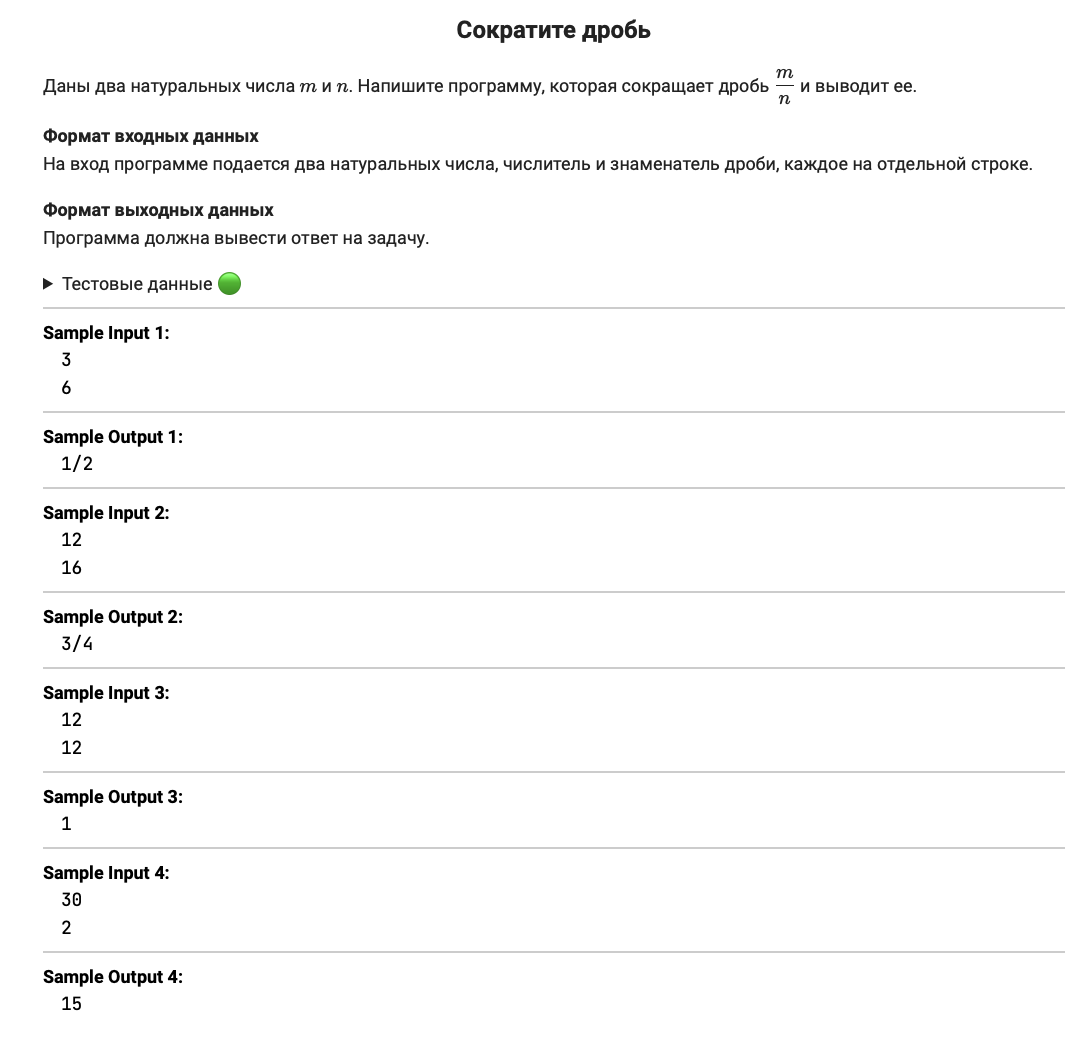 Сократите дробь
Даны два натуральных числа m и n. Напишите программу, которая сокращает дробь m/n и выводит ее.
Формат входных данных
На вход программе подается два натуральных числа, числитель и знаменатель дроби, каждое на отдельной строке.
Формат выходных данных
Программа должна вывести ответ на задачу.
Тестовые данные
Sample Input 1:
3
6
Sample Output 1:
1/2
Sample Input 2:
12
16
Sample Output 2:
3/4
Sample Input 3:
12
12
Sample Output 3:
1
Sample Input 4:
30
2
Sample Output 4:
15